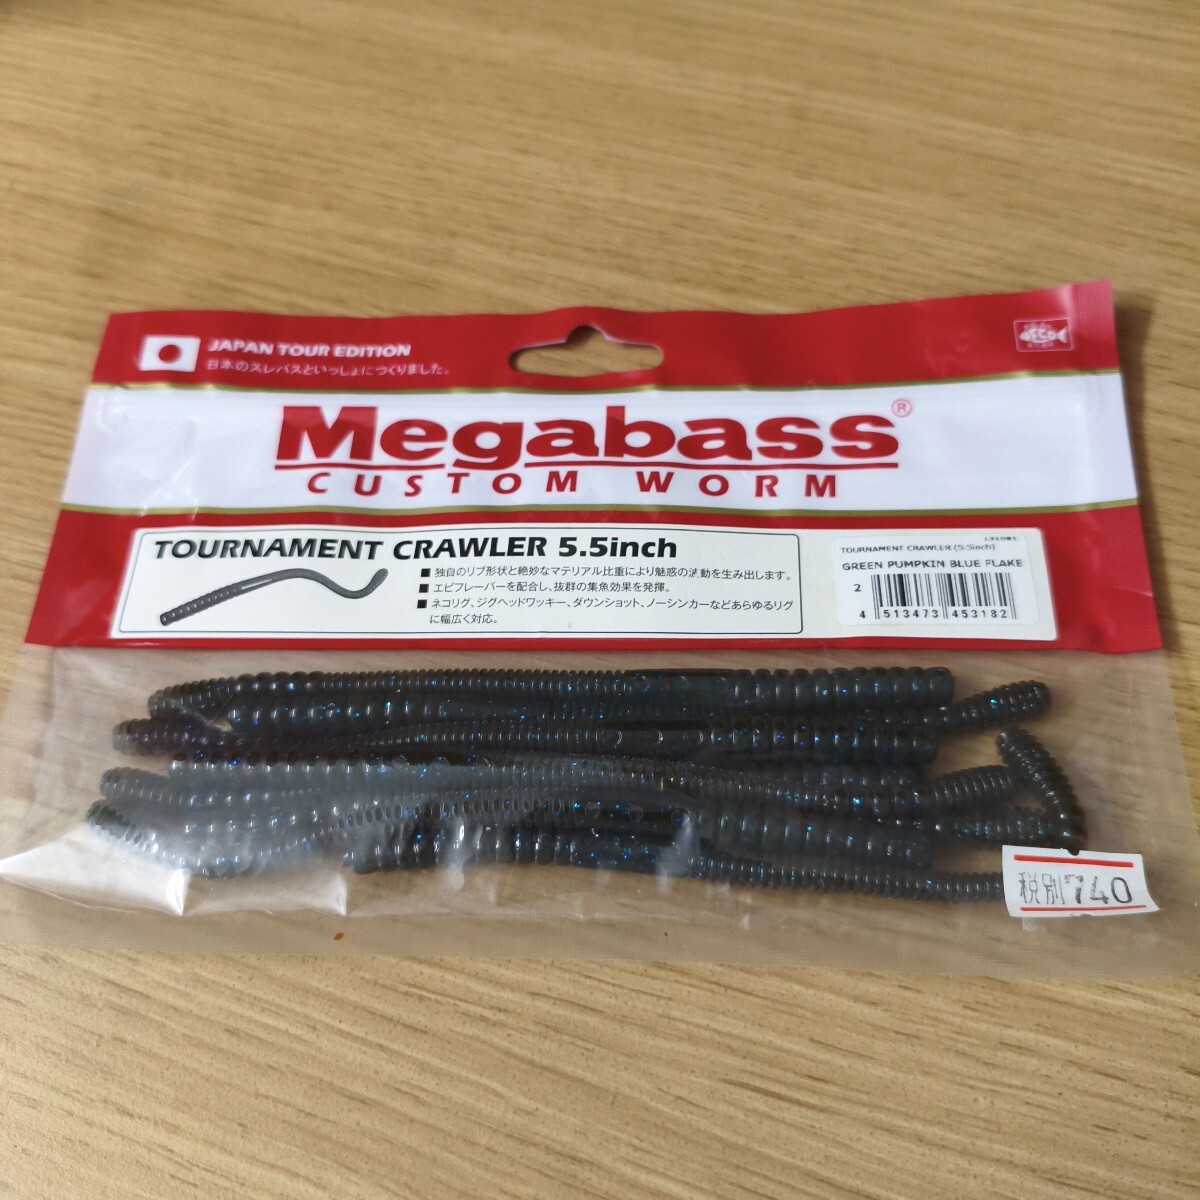 JAPAN TOUR EDITION
日本のスレバスといっしょにつくりました。
Megabass®
CUSTOM WORM
TOURNAMENT CRAWLER 5.5inch
■ 独自のリブ形状と絶妙なマテリアル比重により魅惑の波動を生み出します。
■ エビフレーバーを配合し、抜群の集魚効果を発揮。
■ ネコリグ、ジグヘッドワッキー、ダウンショット、ノーシンカーなどあらゆるリグ
に幅広く対応。
TOURNAMENT CRAWLER (5.5inch)
GREEN PUMPKIN BLUE FLAKE
2
4 513473 453182
税別740